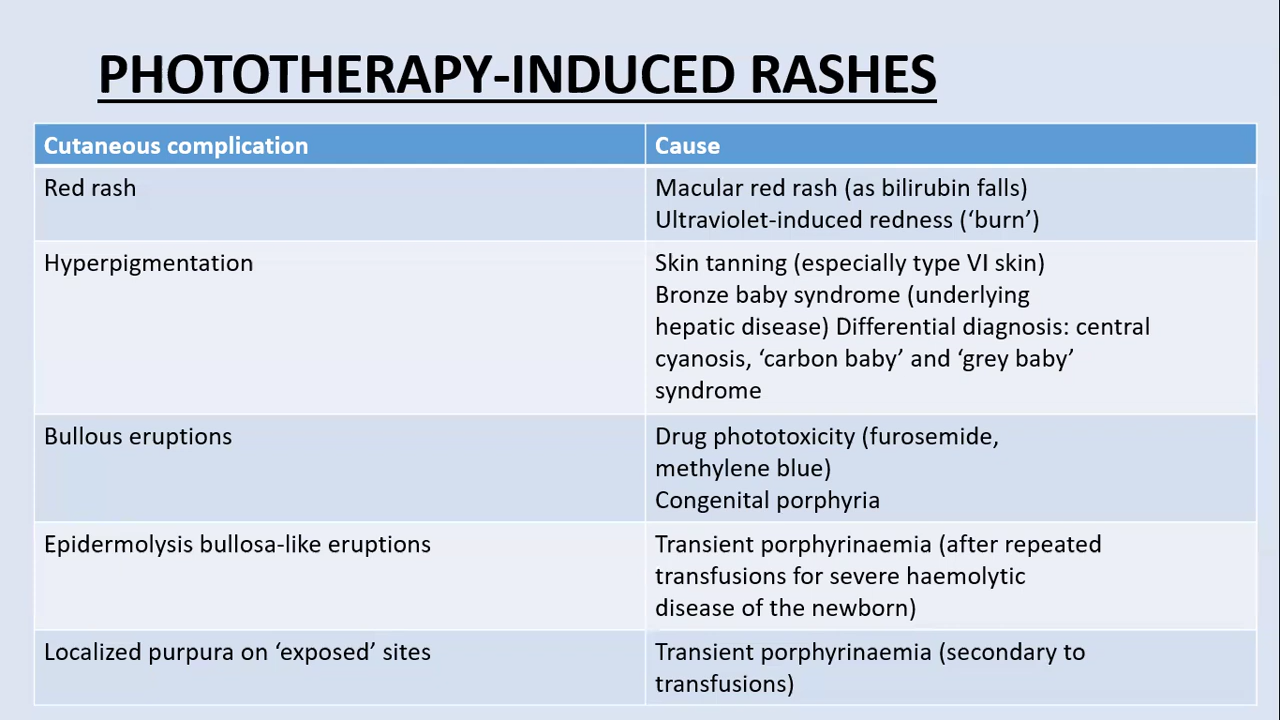 PHOTOTHERAPY-INDUCED RASHES
Cutaneous complication
Cause
Red rash
Macular red rash (as bilirubin falls)
Ultraviolet-induced redness (‘burn’)
Hyperpigmentation
Skin tanning (especially type VI skin)
Bronze baby syndrome (underlying
hepatic disease) Differential diagnosis: central
cyanosis, ‘carbon baby’ and ‘grey baby’
syndrome
Bullous eruptions
Drug phototoxicity (furosemide,
methylene blue)
Congenital porphyria
Epidermolysis bullosa-like eruptions
Transient porphyrinaemia (after repeated
transfusions for severe haemolytic
disease of the newborn)
Localized purpura on ‘exposed’ sites
Transient porphyrinaemia (secondary to
transfusions)